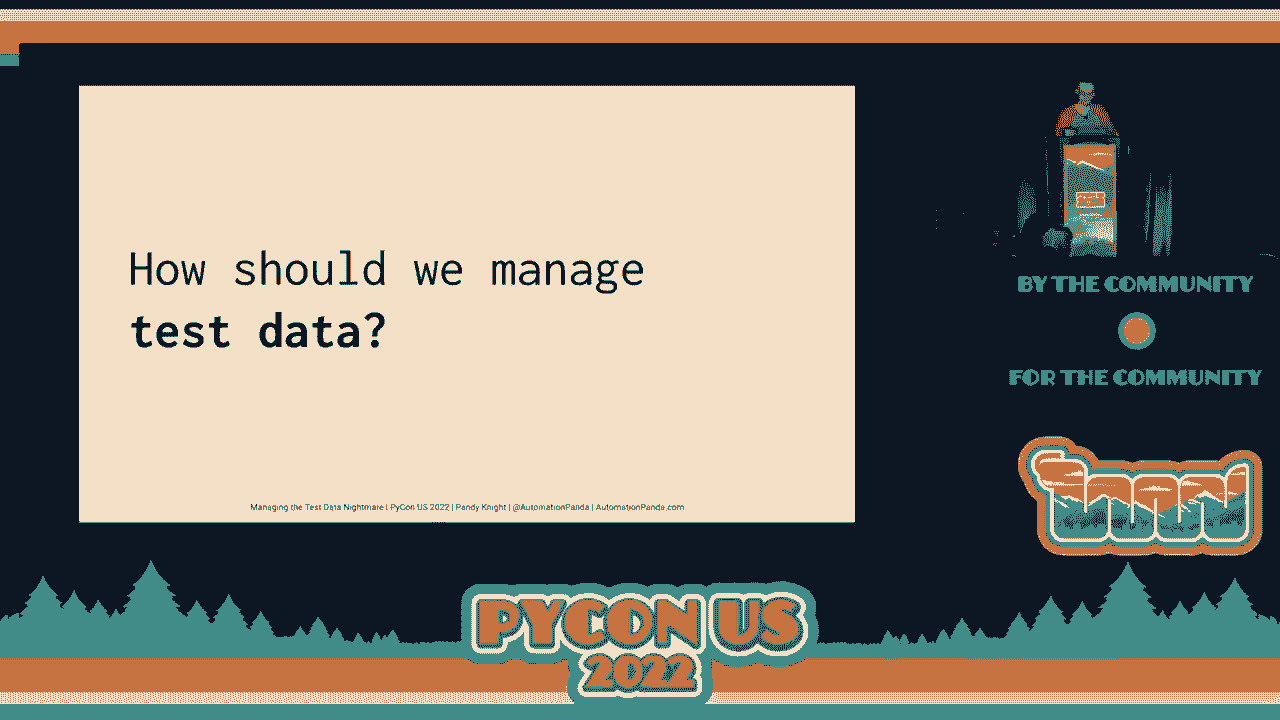 How should we manage
test data?
Managing the Test Data Nightmare | PyCon US 2022 | Pandy Knight | @AutomationPanda | AutomationPanda.com
BY THE COMMUNITY
FOR THE COMMUNITY
PYCON US
2022